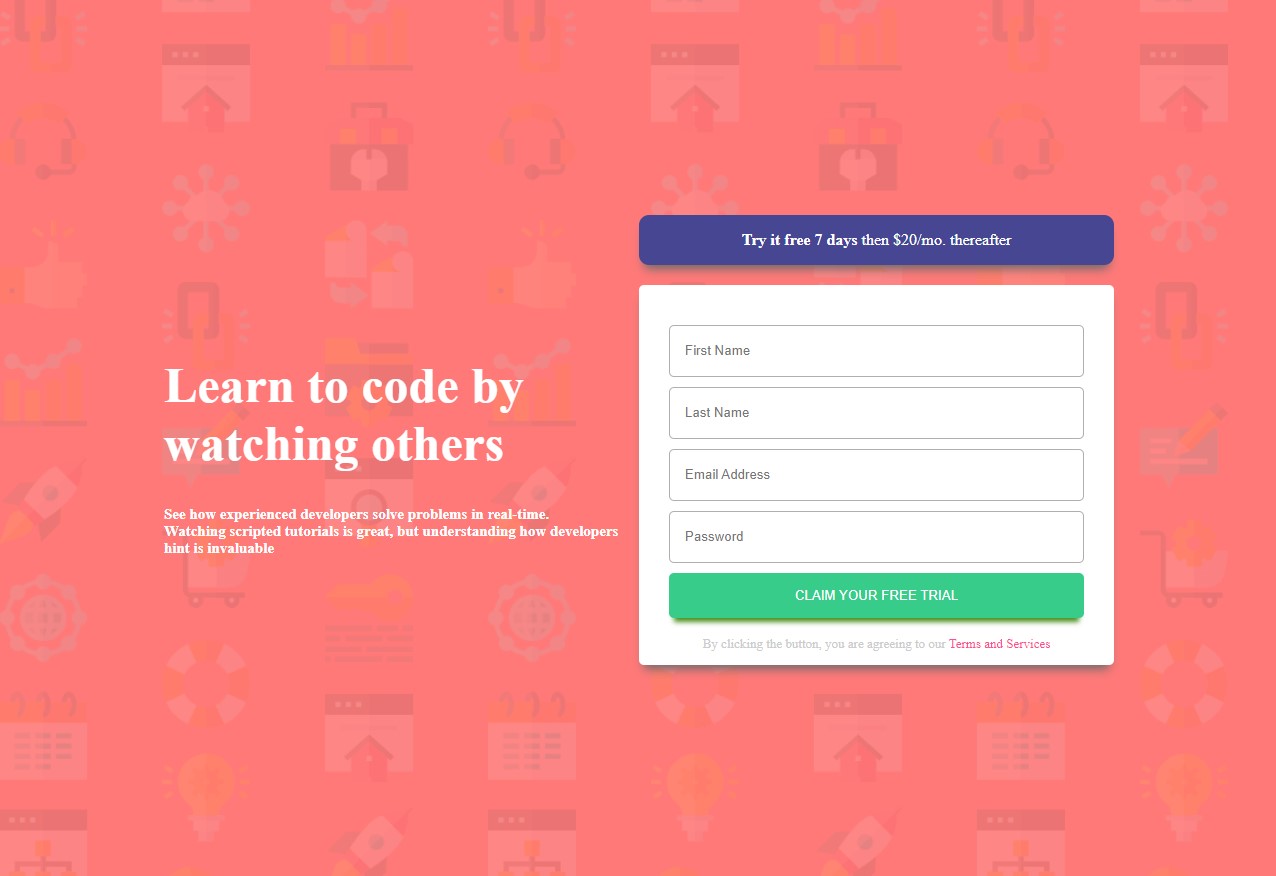 Learn to code by
watching others
See how experienced developers solve problems in real-time.
Watching scripted tutorials is great, but understanding how developers
hint is invaluable
Try it free 7 days then $20/mo. thereafter
First Name
Last Name
Email Address
Password
CLAIM YOUR FREE TRIAL
By clicking the button, you are agreeing to our Terms and Services